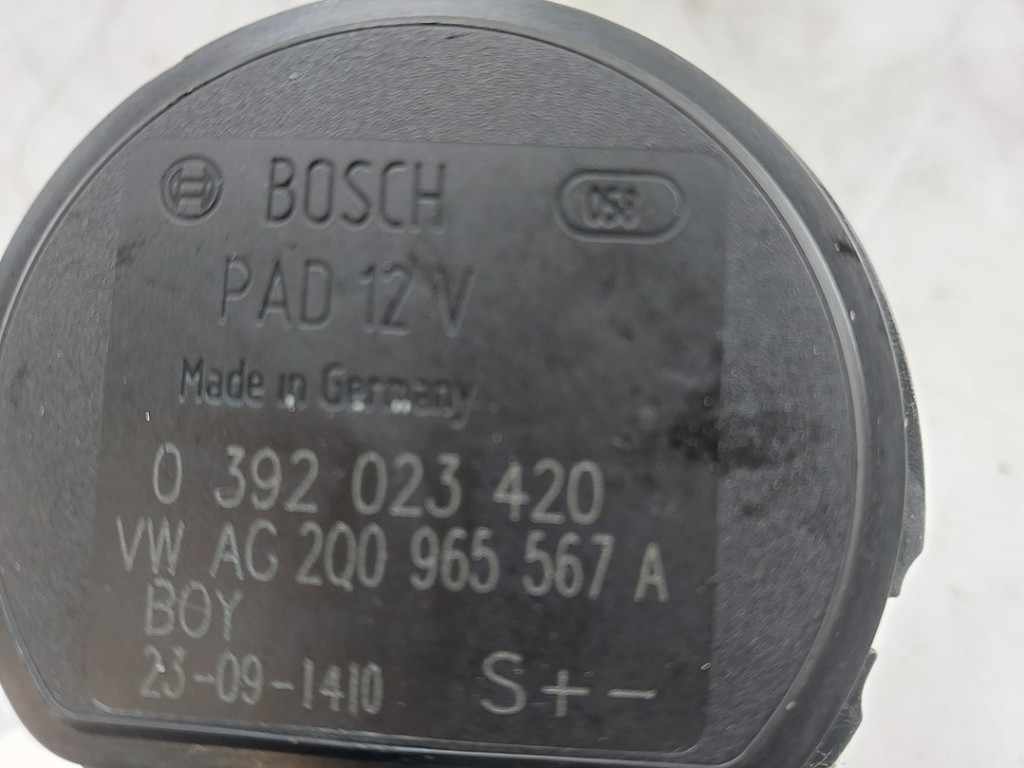 BOSCH
PAD 12 V
Made in Germany
0 392 023 420
VW AG 2Q0 965 567 A
BOY
23-09-1410
S + -